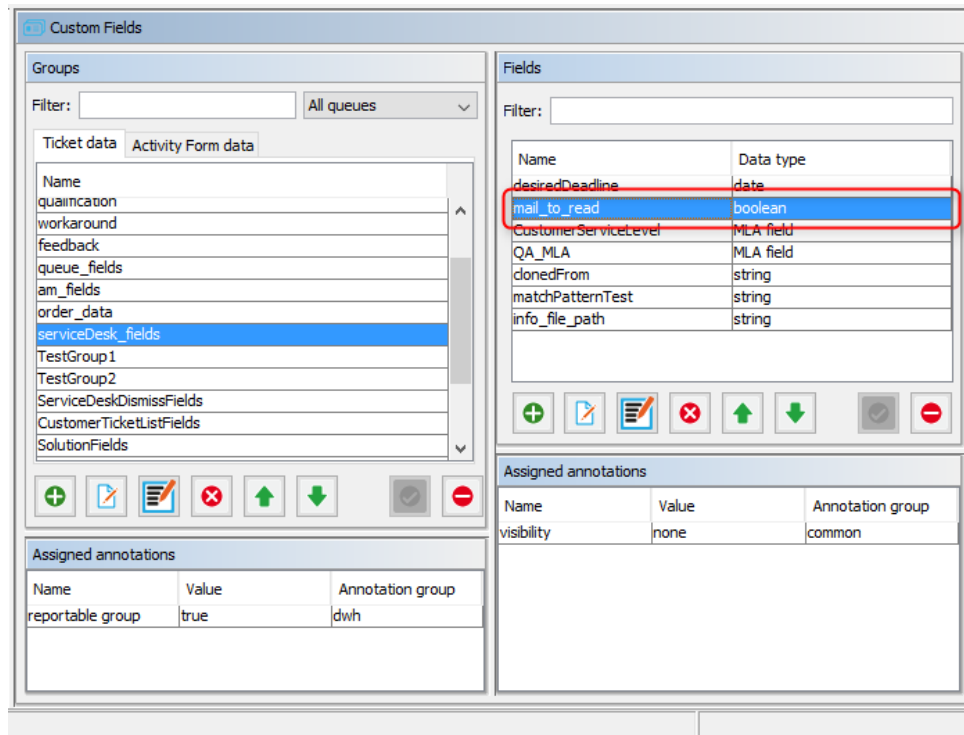 Custom Fields
Groups
Filter:
All queues
Ticket data
Activity Form data
Name
qualification
workaround
feedback
queue_fields
am_fields
order_data
serviceDesk_fields
TestGroup1
TestGroup2
ServiceDeskDismissFields
CustomerTicketListFields
SolutionFields
Assigned annotations
Name Value Annotation group
reportable group true dwh
Fields
Filter:
Name Data type
desiredDeadline date
mail_to_read boolean
CustomerServiceLevel MLA field
QA_MLA MLA field
clonedFrom string
matchPatternTest string
info_file_path string
Assigned annotations
Name Value Annotation group
visibility none common